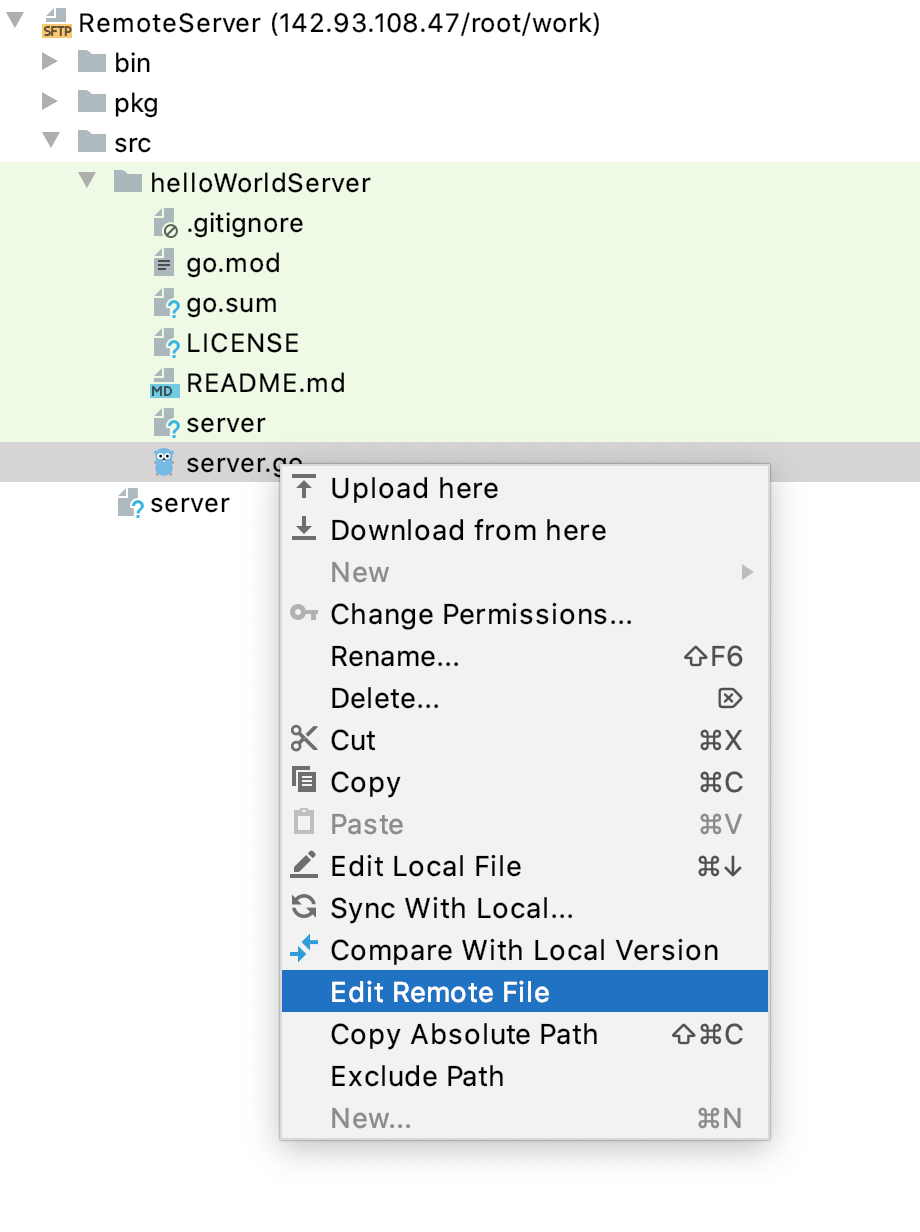 SFTP RemoteServer (142.93.108.47/root/work)
bin
pkg
src
helloWorldServer
.gitignore
go.mod
go.sum
LICENSE
MD README.md
server
server.go
server
Upload here
Download from here
New
Change Permissions...
Rename... ⇧F6
Delete... ⌦
Cut ⌘X
Copy ⌘C
Paste ⌘V
Edit Local File ⌘↓
Sync With Local...
Compare With Local Version
Edit Remote File
Copy Absolute Path ⇧⌘C
Exclude Path
New... ⌘N